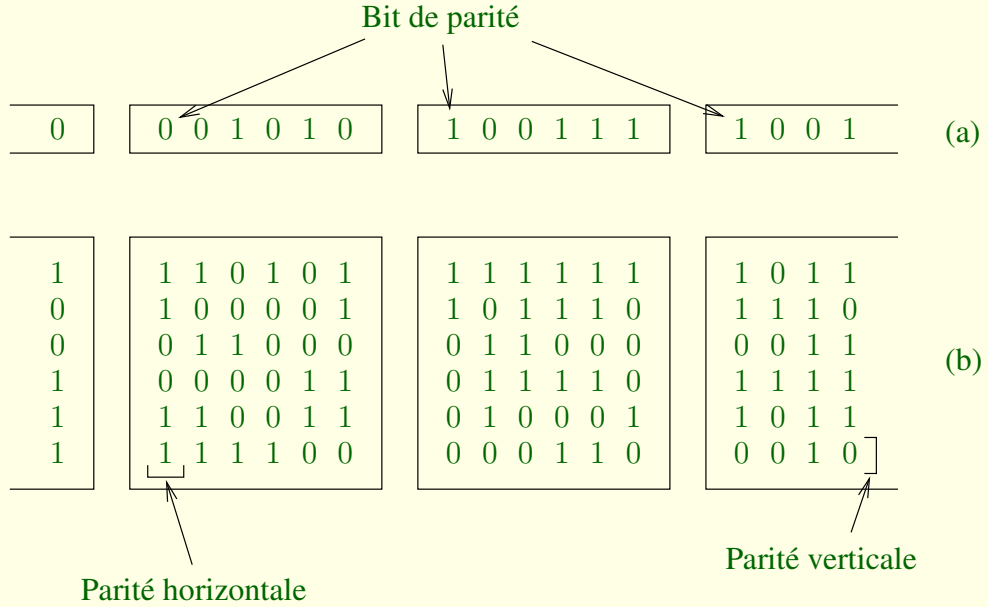 Bit de parité
0 0 0 1 0 1 0 1 0 0 1 1 1 1 0 0 1 (a)
1 1 1 0 1 0 1 1 1 1 1 1 1 1 0 1 1
0 1 0 0 0 0 1 1 0 1 1 1 0 1 1 1 0
0 0 1 1 0 0 0 0 1 1 0 0 0 0 0 1 1
(b)
1 0 0 0 0 1 1 0 1 1 1 1 0 1 1 1 1
1 1 1 0 0 1 1 0 1 0 0 0 1 1 0 1 1
1 1 1 1 1 0 0 0 0 0 1 1 0 0 0 1 0
Parité verticale
Parité horizontale